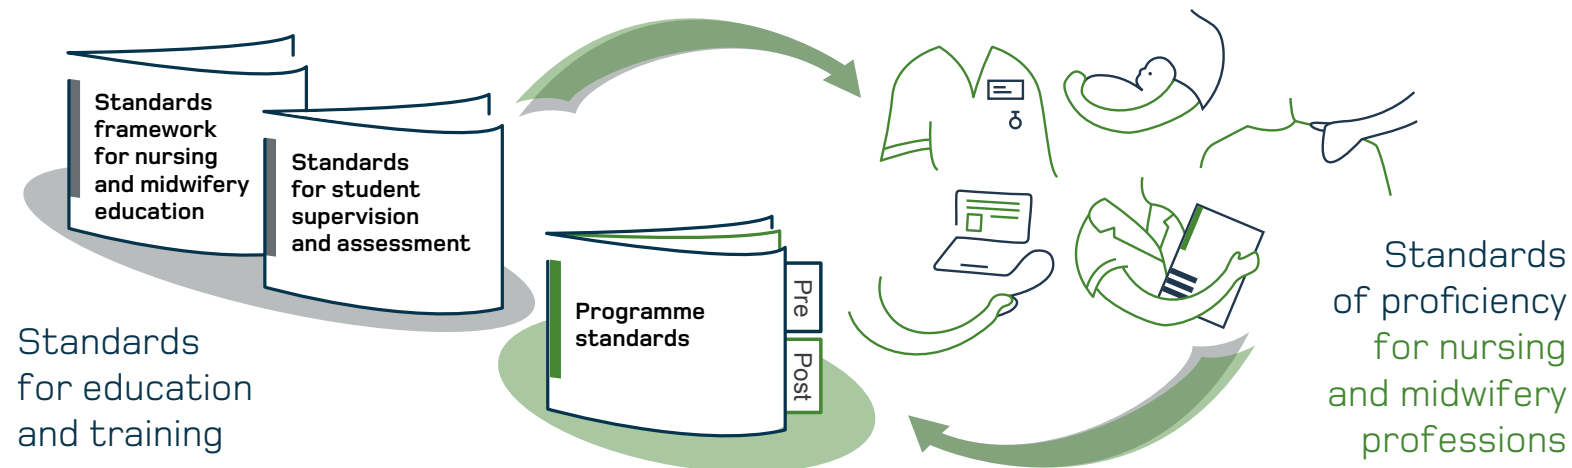 Standards
framework
for nursing
and midwifery
education
Standards
for student
supervision
and assessment
Programme
standards
Pre
Post
Standards
for education
and training
Standards
of proficiency
for nursing
and midwifery
professions